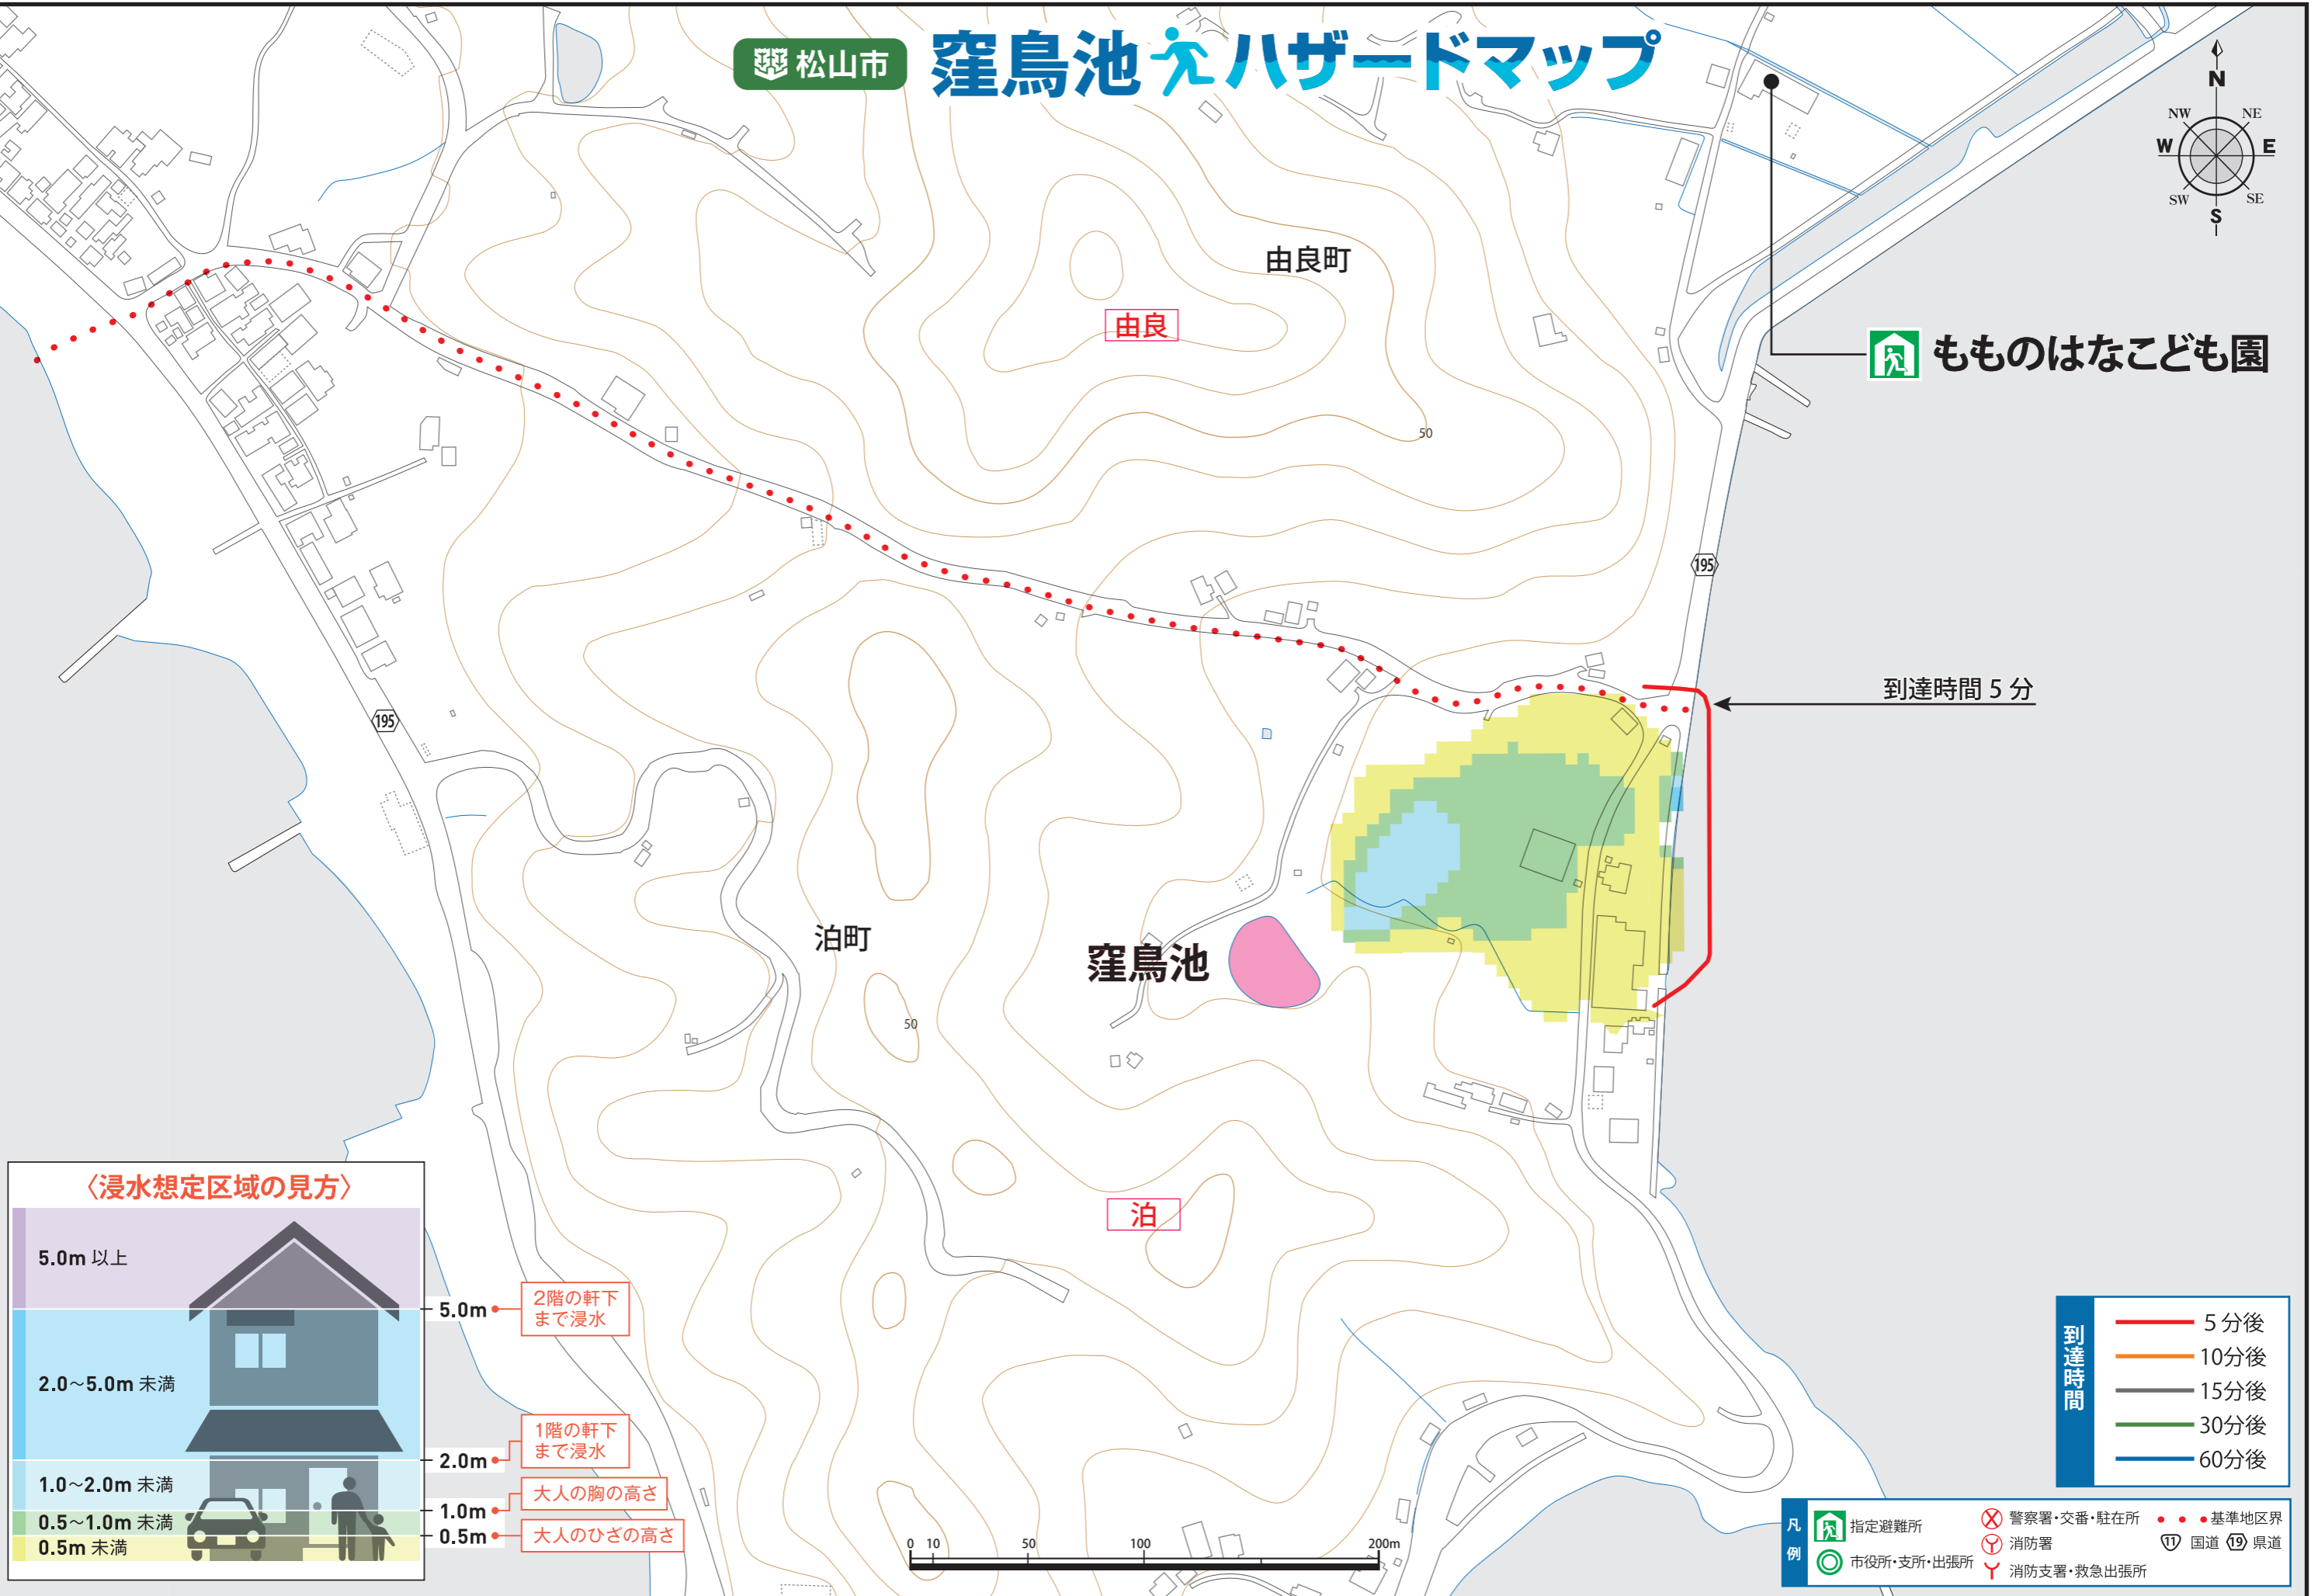 松山市
窪鳥池 ハザードマップ
N
NW
NE
W
E
SW
SE
S
由良町
由良
もものはなこども園
50
195
195
到達時間 5 分
泊町
窪鳥池
50
泊
〈浸水想定区域の見方〉
5.0m 以上
2.0～5.0m 未満
1.0～2.0m 未満
0.5～1.0m 未満
0.5m 未満
5.0m
2階の軒下
まで浸水
2.0m
1階の軒下
まで浸水
1.0m
大人の胸の高さ
0.5m
大人のひざの高さ
0 10 50 100 200m
到達時間
5分後
10分後
15分後
30分後
60分後
凡例
指定避難所
市役所・支所・出張所
警察署・交番・駐在所
消防署
消防支署・救急出張所
基準地区界
11 国道 19 県道